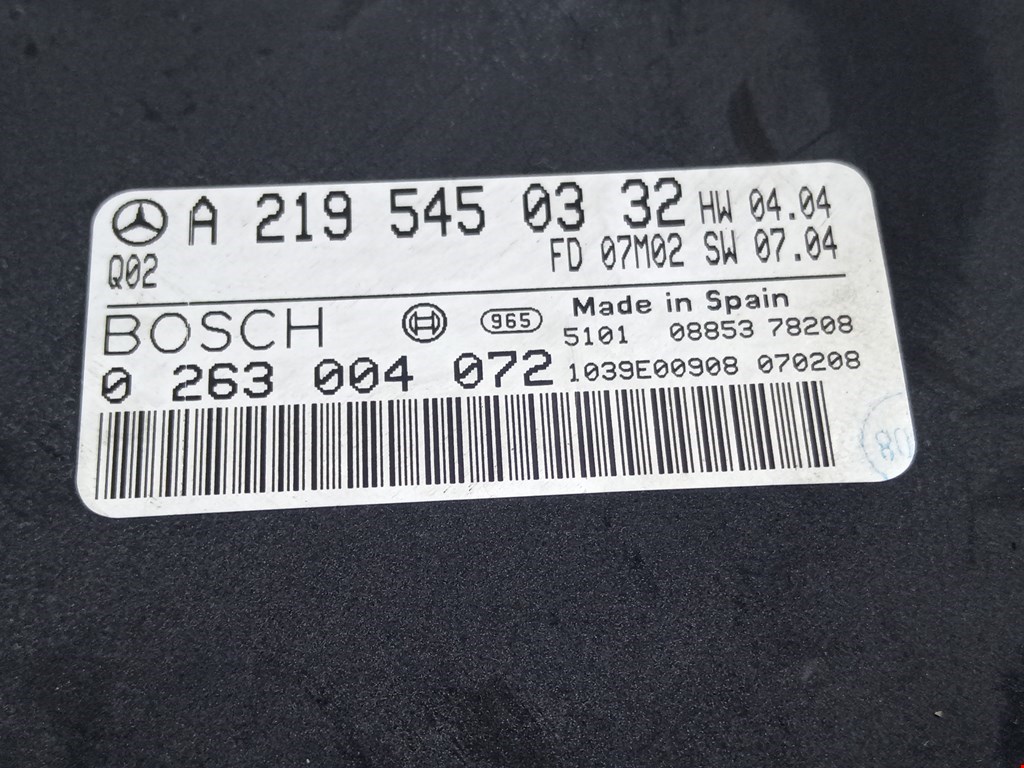 A 219 545 03 32 HW 04.04
Q02 FD 07M02 SW 07.04
BOSCH 965 Made in Spain
5101 08853 78208
0 263 004 072 1039E00908 070208
80